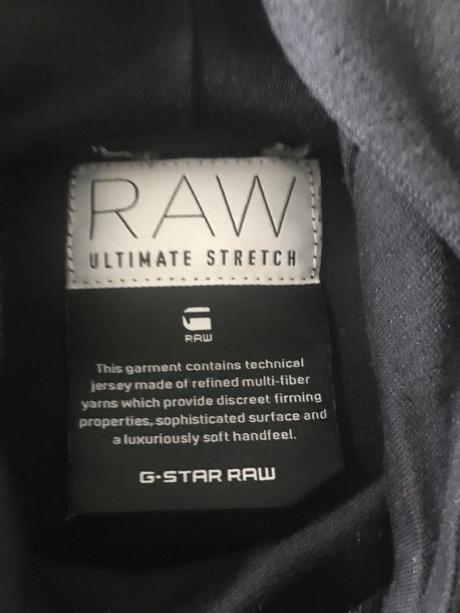 RAW
ULTIMATE STRETCH
RAW
This garment contains technical
jersey made of refined multi-fiber
yarns which provide discreet firming
properties, sophisticated surface and
a luxuriously soft handfeel.
G-STAR RAW